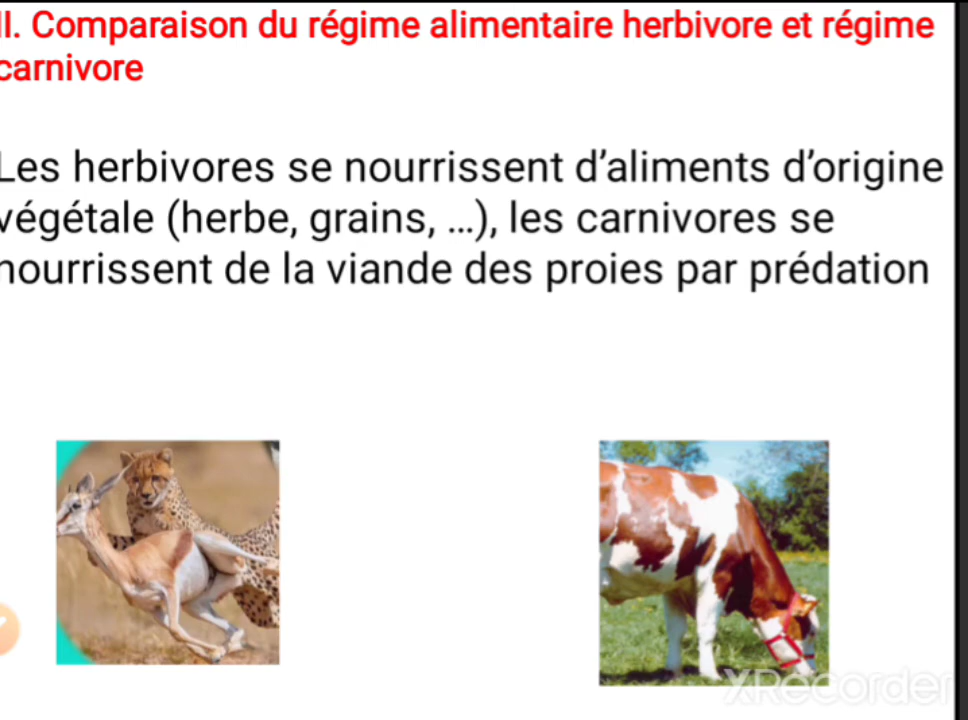 II. Comparaison du régime alimentaire herbivore et régime
carnivore
Les herbivores se nourrissent d’aliments d’origine
végétale (herbe, grains, ...), les carnivores se
nourrissent de la viande des proies par prédation
XRecorder